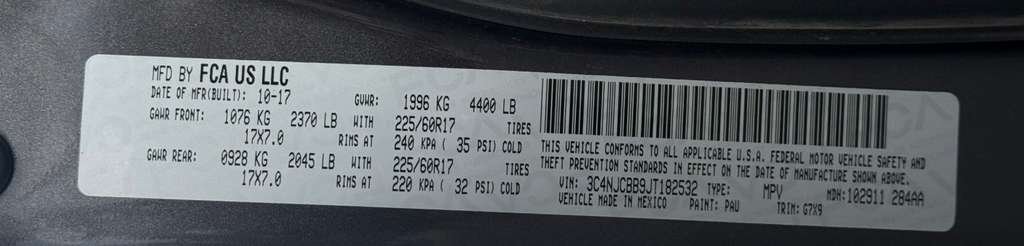 MFD BY FCA US LLC
DATE OF MFR(BUILT): 10-17 GVWR: 1996 KG 4400 LB
GAWR FRONT: 1076 KG 2370 LB WITH 225/60R17 TIRES
17X7.0 RIMS AT 240 KPA ( 35 PSI) COLD
GAWR REAR: 0928 KG 2045 LB WITH 225/60R17 TIRES
17X7.0 RIMS AT 220 KPA ( 32 PSI) COLD
THIS VEHICLE CONFORMS TO ALL APPLICABLE U.S.A. FEDERAL MOTOR VEHICLE SAFETY AND
THEFT PREVENTION STANDARDS IN EFFECT ON THE DATE OF MANUFACTURE SHOWN ABOVE.
VIN: 3C4NJCBB9JT182532 TYPE: MPV MDH:102911 284AA
VEHICLE MADE IN MEXICO PAINT: PAU TRIM: G7X9